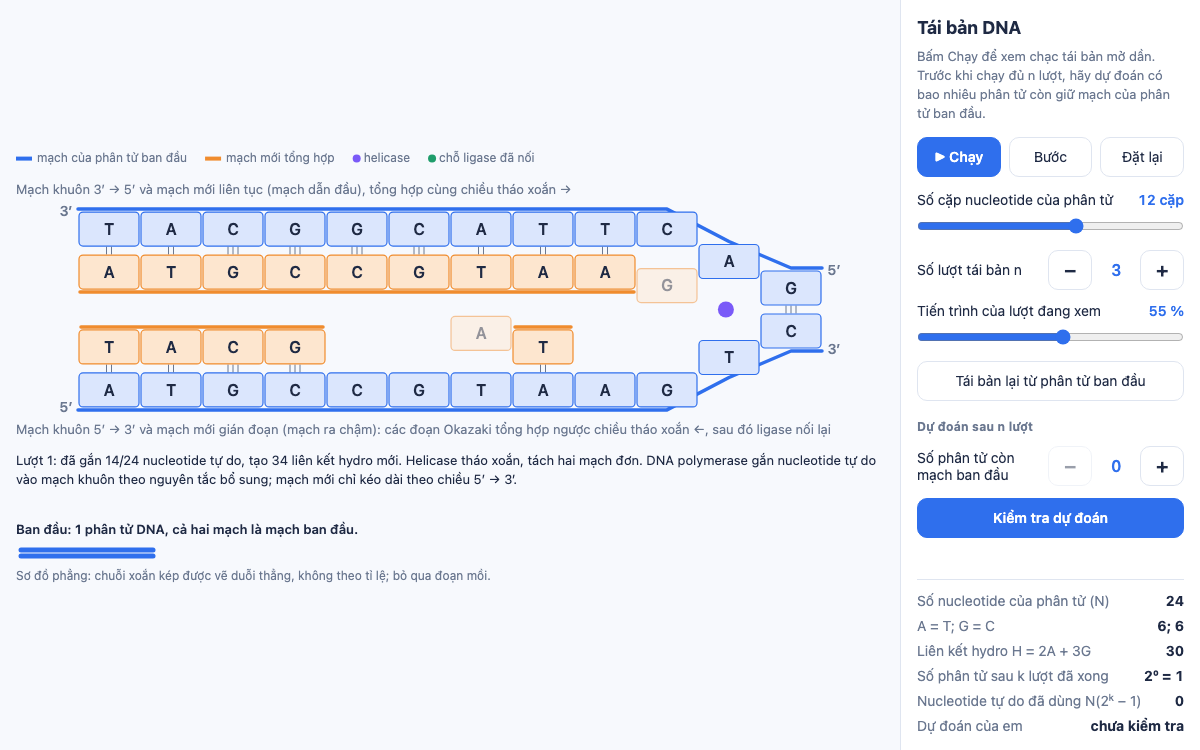 mạch của phân tử ban đầu mạch mới tổng hợp helicase chỗ ligase đã nối
Mạch khuôn 3′ → 5′ và mạch mới liên tục (mạch dẫn đầu), tổng hợp cùng chiều tháo xoắn →
3′ T A C G G C A T T C
A 5′
A T G C C G T A A G G
A T
T A C G C 3′
T
A T G C C G T A A G
5′
Mạch khuôn 5′ → 3′ và mạch mới gián đoạn (mạch ra chậm): các đoạn Okazaki tổng hợp ngược chiều tháo xoắn ←, sau đó ligase nối lại
Lượt 1: đã gắn 14/24 nucleotide tự do, tạo 34 liên kết hydro mới. Helicase tháo xoắn, tách hai mạch đơn. DNA polymerase gắn nucleotide tự do
vào mạch khuôn theo nguyên tắc bổ sung; mạch mới chỉ kéo dài theo chiều 5′ → 3′.
Ban đầu: 1 phân tử DNA, cả hai mạch là mạch ban đầu.
Sơ đồ phẳng: chuỗi xoắn kép được vẽ duỗi thẳng, không theo tỉ lệ; bỏ qua đoạn mồi.
Tái bản DNA
Bấm Chạy để xem chạc tái bản mở dần.
Trước khi chạy đủ n lượt, hãy dự đoán có
bao nhiêu phân tử còn giữ mạch của phân
tử ban đầu.
Chạy Bước Đặt lại
Số cặp nucleotide của phân tử 12 cặp
Số lượt tái bản n − 3 +
Tiến trình của lượt đang xem 55 %
Tái bản lại từ phân tử ban đầu
Dự đoán sau n lượt
Số phân tử còn
mạch ban đầu − 0 +
Kiểm tra dự đoán
Số nucleotide của phân tử (N) 24
A = T; G = C 6; 6
Liên kết hydro H = 2A + 3G 30
Số phân tử sau k lượt đã xong 2⁰ = 1
Nucleotide tự do đã dùng N(2ᵏ − 1) 0
Dự đoán của em chưa kiểm tra